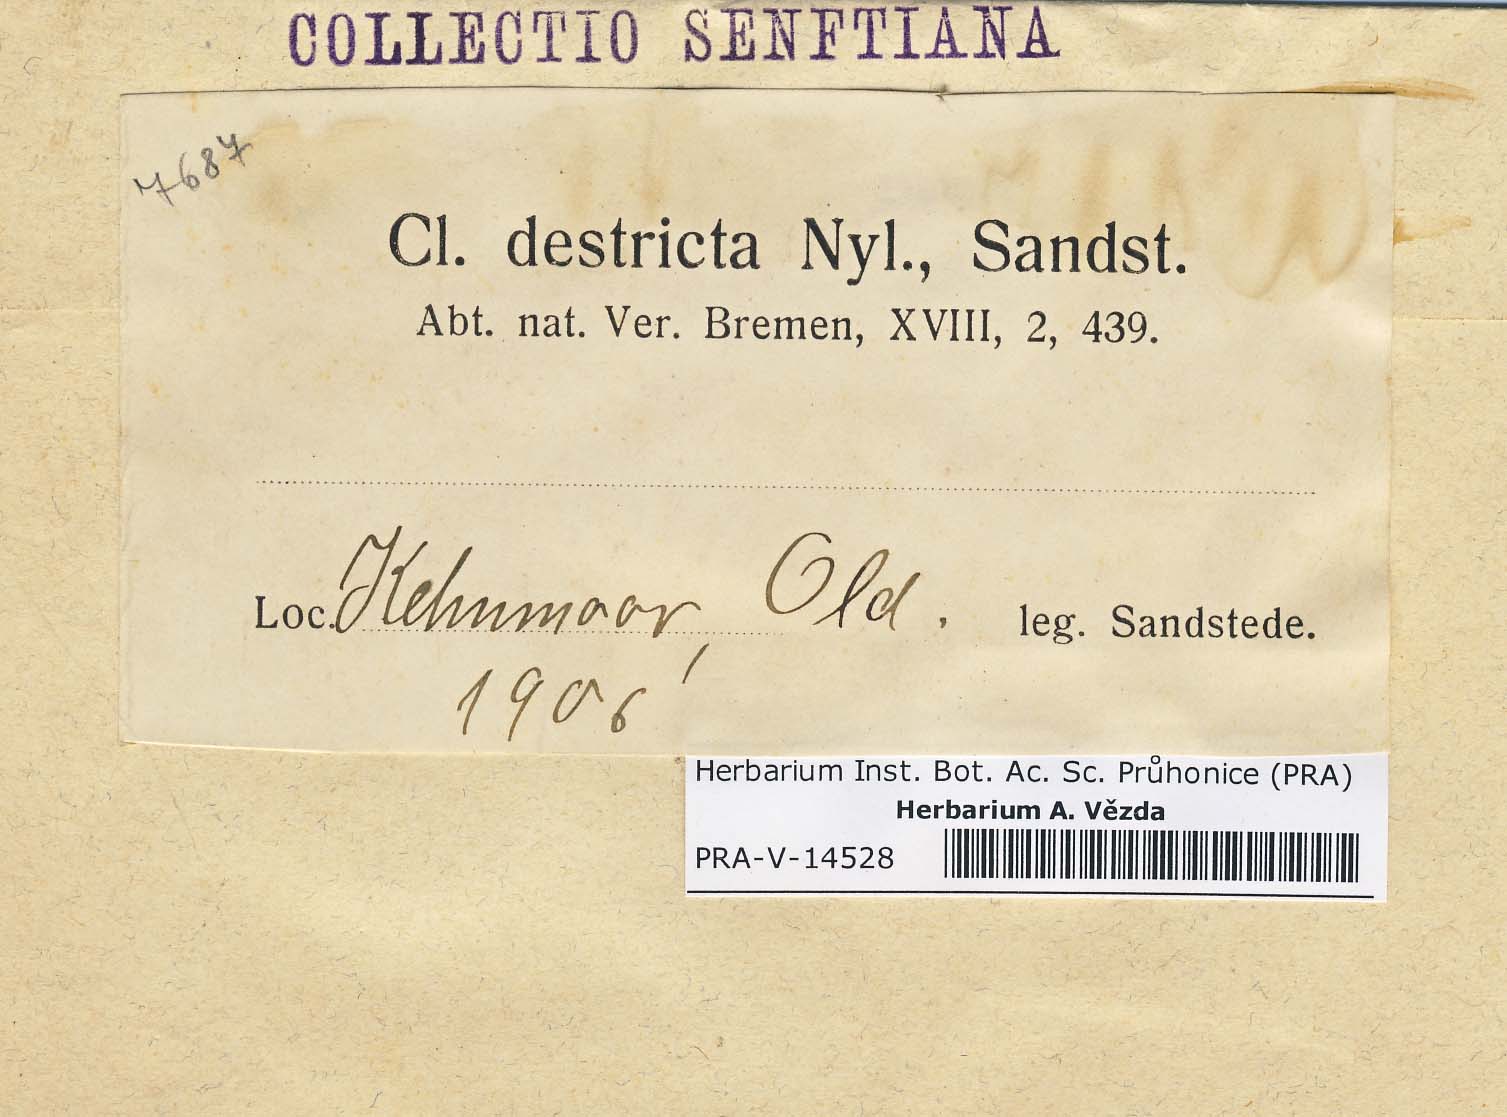 COLLECTIO SENFTIANA
7687
Cl. destricta Nyl., Sandst.
Abt. nat. Ver. Bremen, XVIII, 2, 439.
Loc. Kehnmoor, Old. leg. Sandstede.
1906
Herbarium Inst. Bot. Ac. Sc. Průhonice (PRA)
Herbarium A. Vězda
PRA-V-14528